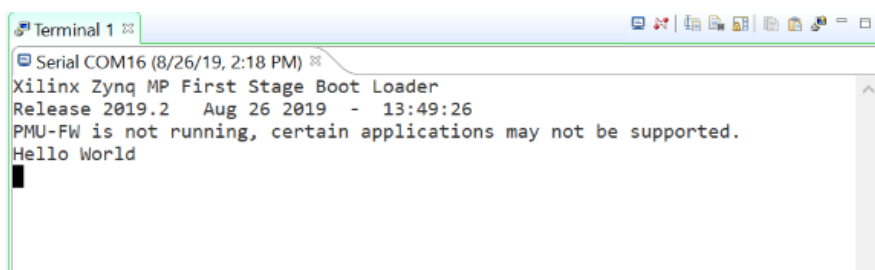 Terminal 1
Serial COM16 (8/26/19, 2:18 PM)
Xilinx Zynq MP First Stage Boot Loader
Release 2019.2   Aug 26 2019  -  13:49:26
PMU-FW is not running, certain applications may not be supported.
Hello World